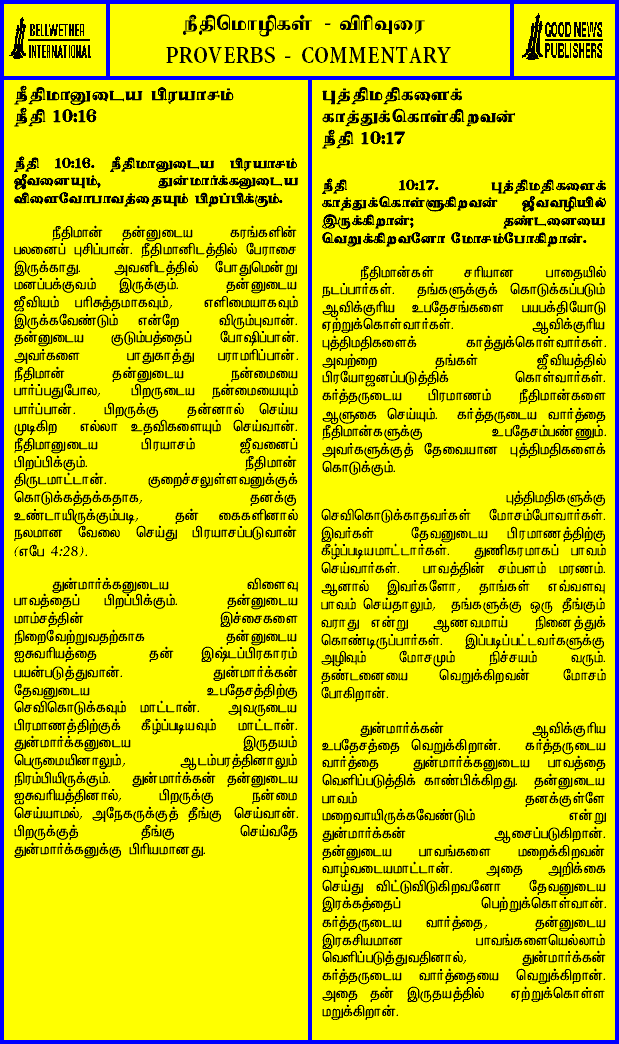 BELLWETHER
INTERNATIONAL
நீதிமொழிகள் - விரிவுரை
PROVERBS - COMMENTARY
GOOD NEWS
PUBLISHERS
நீதிமானுடைய பிரயாசம்
நீதி 10:16
நீதி 10:16. நீதிமானுடைய பிரயாசம்
ஜீவனையும், துன்மார்க்கனுடைய
விளைவோபாவத்தையும் பிறப்பிக்கும்.
நீதிமான் தன்னுடைய கரங்களின்
பலனைப் புசிப்பான். நீதிமானிடத்தில் பேராசை
இருக்காது. அவனிடத்தில் போதுமென்று
மனப்பக்குவம் இருக்கும். தன்னுடைய
ஜீவியம் பரிசுத்தமாகவும், எளிமையாகவும்
இருக்கவேண்டும் என்றே விரும்புவான்.
தன்னுடைய குடும்பத்தைப் போஷிப்பான்.
அவர்களை பாதுகாத்து பராமரிப்பான்.
நீதிமான் தன்னுடைய நன்மையை
பார்ப்பதுபோல, பிறருடைய நன்மையையும்
பார்ப்பான். பிறருக்கு தன்னால் செய்ய
முடிகிற எல்லா உதவிகளையும் செய்வான்.
நீதிமானுடைய பிரயாசம் ஜீவனைப்
பிறப்பிக்கும். நீதிமான்
திருடமாட்டான். குறைச்சலுள்ளவனுக்குக்
கொடுக்கத்தக்கதாக, தனக்கு
உண்டாயிருக்கும்படி, தன் கைகளினால்
நலமான வேலை செய்து பிரயாசப்படுவான்
(எபே 4:28).
துன்மார்க்கனுடைய விளைவு
பாவத்தைப் பிறப்பிக்கும். தன்னுடைய
மாம்சத்தின் இச்சைகளை
நிறைவேற்றுவதற்காக தன்னுடைய
ஐசுவரியத்தை தன் இஷ்டப்பிரகாரம்
பயன்படுத்துவான். துன்மார்க்கன்
தேவனுடைய உபதேசத்திற்கு
செவிகொடுக்கவும் மாட்டான். அவருடைய
பிரமாணத்திற்குக் கீழ்ப்படியவும் மாட்டான்.
துன்மார்க்கனுடைய இருதயம்
பெருமையினாலும், ஆடம்பரத்தினாலும்
நிரம்பியிருக்கும். துன்மார்க்கன் தன்னுடைய
ஐசுவரியத்தினால், பிறருக்கு நன்மை
செய்யாமல், அநேகருக்குத் தீங்கு செய்வான்.
பிறருக்குத் தீங்கு செய்வதே
துன்மார்க்கனுக்கு பிரியமானது.
புத்திமதிகளைக்
காத்துக்கொள்கிறவன்
நீதி 10:17
நீதி 10:17. புத்திமதிகளைக்
காத்துக்கொள்ளுகிறவன் ஜீவவழியில்
இருக்கிறான்; தண்டனையை
வெறுக்கிறவனோ மோசம்போகிறான்.
நீதிமான்கள் சரியான பாதையில்
நடப்பார்கள். தங்களுக்குக் கொடுக்கப்படும்
ஆவிக்குரிய உபதேசங்களை பயபக்தியோடு
ஏற்றுக்கொள்வார்கள். ஆவிக்குரிய
புத்திமதிகளைக் காத்துக்கொள்வார்கள்.
அவற்றை தங்கள் ஜீவியத்தில்
பிரயோஜனப்படுத்திக் கொள்வார்கள்.
கர்த்தருடைய பிரமாணம் நீதிமான்களை
ஆளுகை செய்யும். கர்த்தருடைய வார்த்தை
நீதிமான்களுக்கு உபதேசம்பண்ணும்.
அவர்களுக்குத் தேவையான புத்திமதிகளைக்
கொடுக்கும்.
புத்திமதிகளுக்கு
செவிகொடுக்காதவர்கள் மோசம்போவார்கள்.
இவர்கள் தேவனுடைய பிரமாணத்திற்கு
கீழ்ப்படியமாட்டார்கள். துணிகரமாகப் பாவம்
செய்வார்கள். பாவத்தின் சம்பளம் மரணம்.
ஆனால் இவர்களோ, தாங்கள் எவ்வளவு
பாவம் செய்தாலும், தங்களுக்கு ஒரு தீங்கும்
வராது என்று ஆணவமாய் நினைத்துக்
கொண்டிருப்பார்கள். இப்படிப்பட்டவர்களுக்கு
அழிவும் மோசமும் நிச்சயம் வரும்.
தண்டனையை வெறுக்கிறவன் மோசம்
போகிறான்.
துன்மார்க்கன் ஆவிக்குரிய
உபதேசத்தை வெறுக்கிறான். கர்த்தருடைய
வார்த்தை துன்மார்க்கனுடைய பாவத்தை
வெளிப்படுத்திக் காண்பிக்கிறது. தன்னுடைய
பாவம் தனக்குள்ளே
மறைவாயிருக்கவேண்டும் என்று
துன்மார்க்கன் ஆசைப்படுகிறான்.
தன்னுடைய பாவங்களை மறைக்கிறவன்
வாழ்வடையமாட்டான். அதை அறிக்கை
செய்து விட்டுவிடுகிறவனோ தேவனுடைய
இரக்கத்தைப் பெற்றுக்கொள்வான்.
கர்த்தருடைய வார்த்தை, தன்னுடைய
இரகசியமான பாவங்களையெல்லாம்
வெளிப்படுத்துவதினால், துன்மார்க்கன்
கர்த்தருடைய வார்த்தையை வெறுக்கிறான்.
அதை தன் இருதயத்தில் ஏற்றுக்கொள்ள
மறுக்கிறான்.